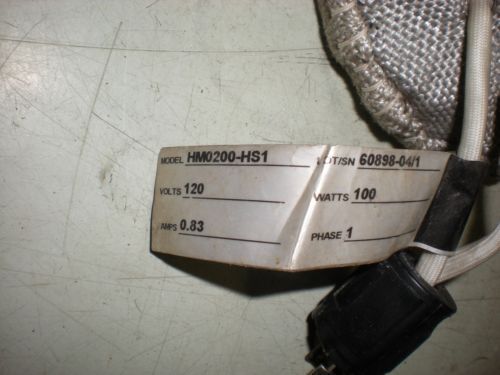 MODEL HM0200-HS1 LOT/SN 60898-04/1
VOLTS 120 WATTS 100
AMPS 0.83 PHASE 1